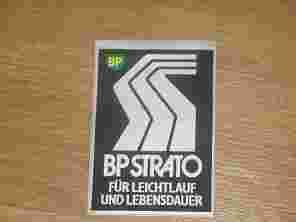 BP
BP STRATO
FÜR LEICHTLAUF
UND LEBENSDAUER